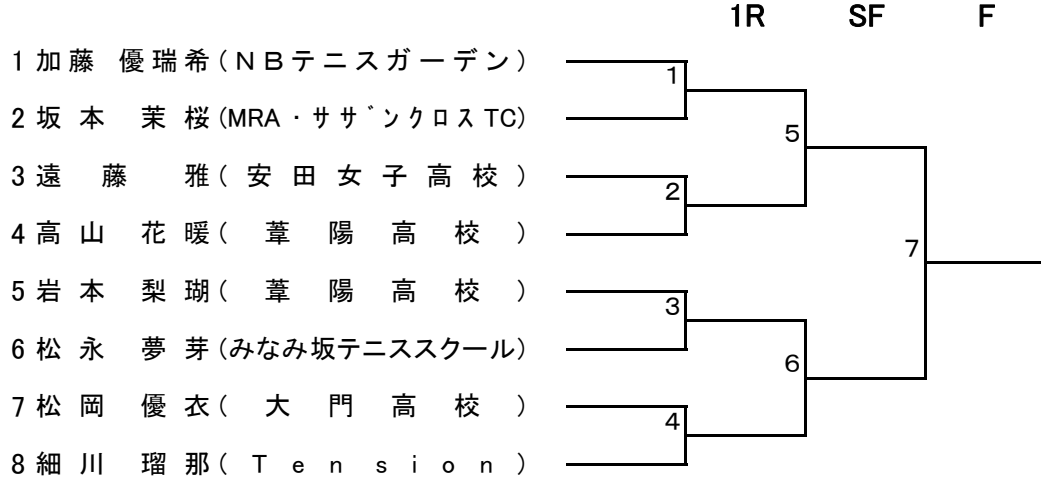 1R SF F
1 加藤 優瑞希 (NBテニスガーデン)
1
2 坂本 茉桜 (MRA・ササ゛ンクロスTC)
5
3 遠藤 雅 (安田女子高校)
2
4 高山 花暖 (葦陽高校)
7
5 岩本 梨瑚 (葦陽高校)
3
6 松永 夢芽 (みなみ坂テニススクール)
6
7 松岡 優衣 (大門高校)
4
8 細川 瑠那 (Tension)